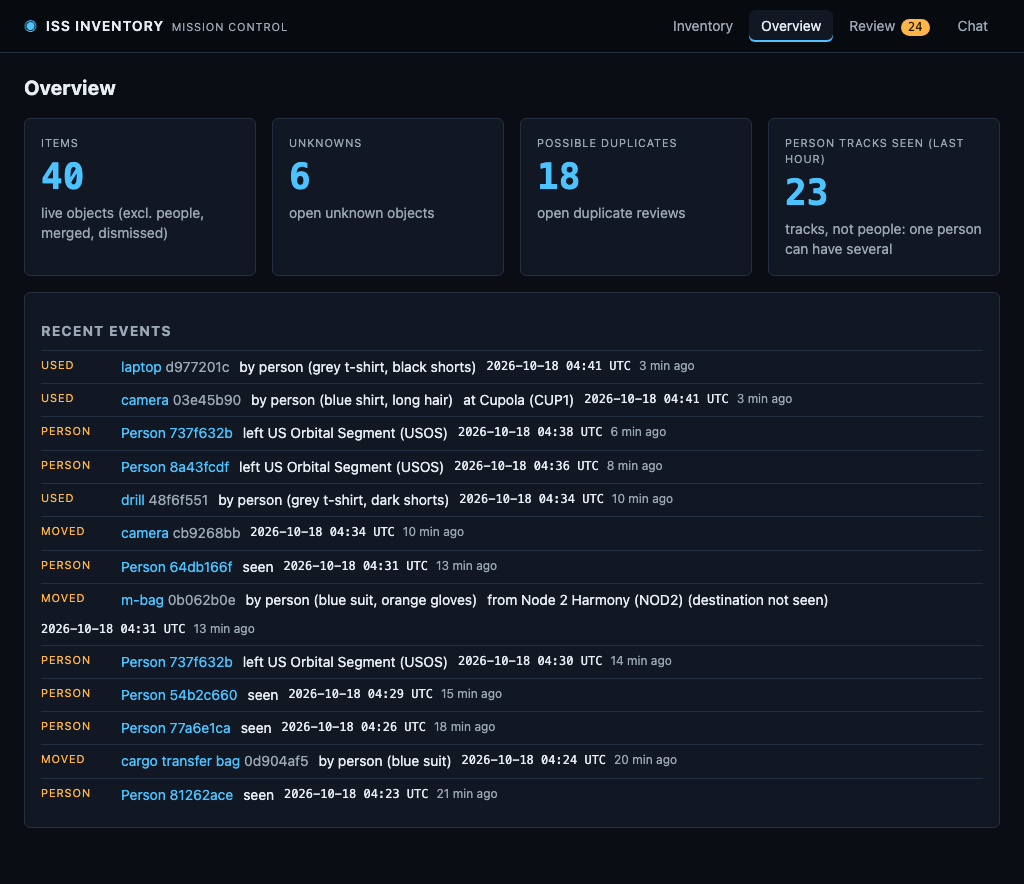 ISS INVENTORY MISSION CONTROL Inventory Overview Review 24 Chat
Overview
ITEMS
40
live objects (excl. people,
merged, dismissed)
UNKNOWNS
6
open unknown objects
POSSIBLE DUPLICATES
18
open duplicate reviews
PERSON TRACKS SEEN (LAST
HOUR)
23
tracks, not people: one person
can have several
RECENT EVENTS
USED laptop d977201c by person (grey t-shirt, black shorts) 2026-10-18 04:41 UTC 3 min ago
USED camera 03e45b90 by person (blue shirt, long hair) at Cupola (CUP1) 2026-10-18 04:41 UTC 3 min ago
PERSON Person 737f632b left US Orbital Segment (USOS) 2026-10-18 04:38 UTC 6 min ago
PERSON Person 8a43fcdf left US Orbital Segment (USOS) 2026-10-18 04:36 UTC 8 min ago
USED drill 48f6f551 by person (grey t-shirt, dark shorts) 2026-10-18 04:34 UTC 10 min ago
MOVED camera cb9268bb 2026-10-18 04:34 UTC 10 min ago
PERSON Person 64db166f seen 2026-10-18 04:31 UTC 13 min ago
MOVED m-bag 0b062b0e by person (blue suit, orange gloves) from Node 2 Harmony (NOD2) (destination not seen)
2026-10-18 04:31 UTC 13 min ago
PERSON Person 737f632b left US Orbital Segment (USOS) 2026-10-18 04:30 UTC 14 min ago
PERSON Person 54b2c660 seen 2026-10-18 04:29 UTC 15 min ago
PERSON Person 77a6e1ca seen 2026-10-18 04:26 UTC 18 min ago
MOVED cargo transfer bag 0d904af5 by person (blue suit) 2026-10-18 04:24 UTC 20 min ago
PERSON Person 81262ace seen 2026-10-18 04:23 UTC 21 min ago